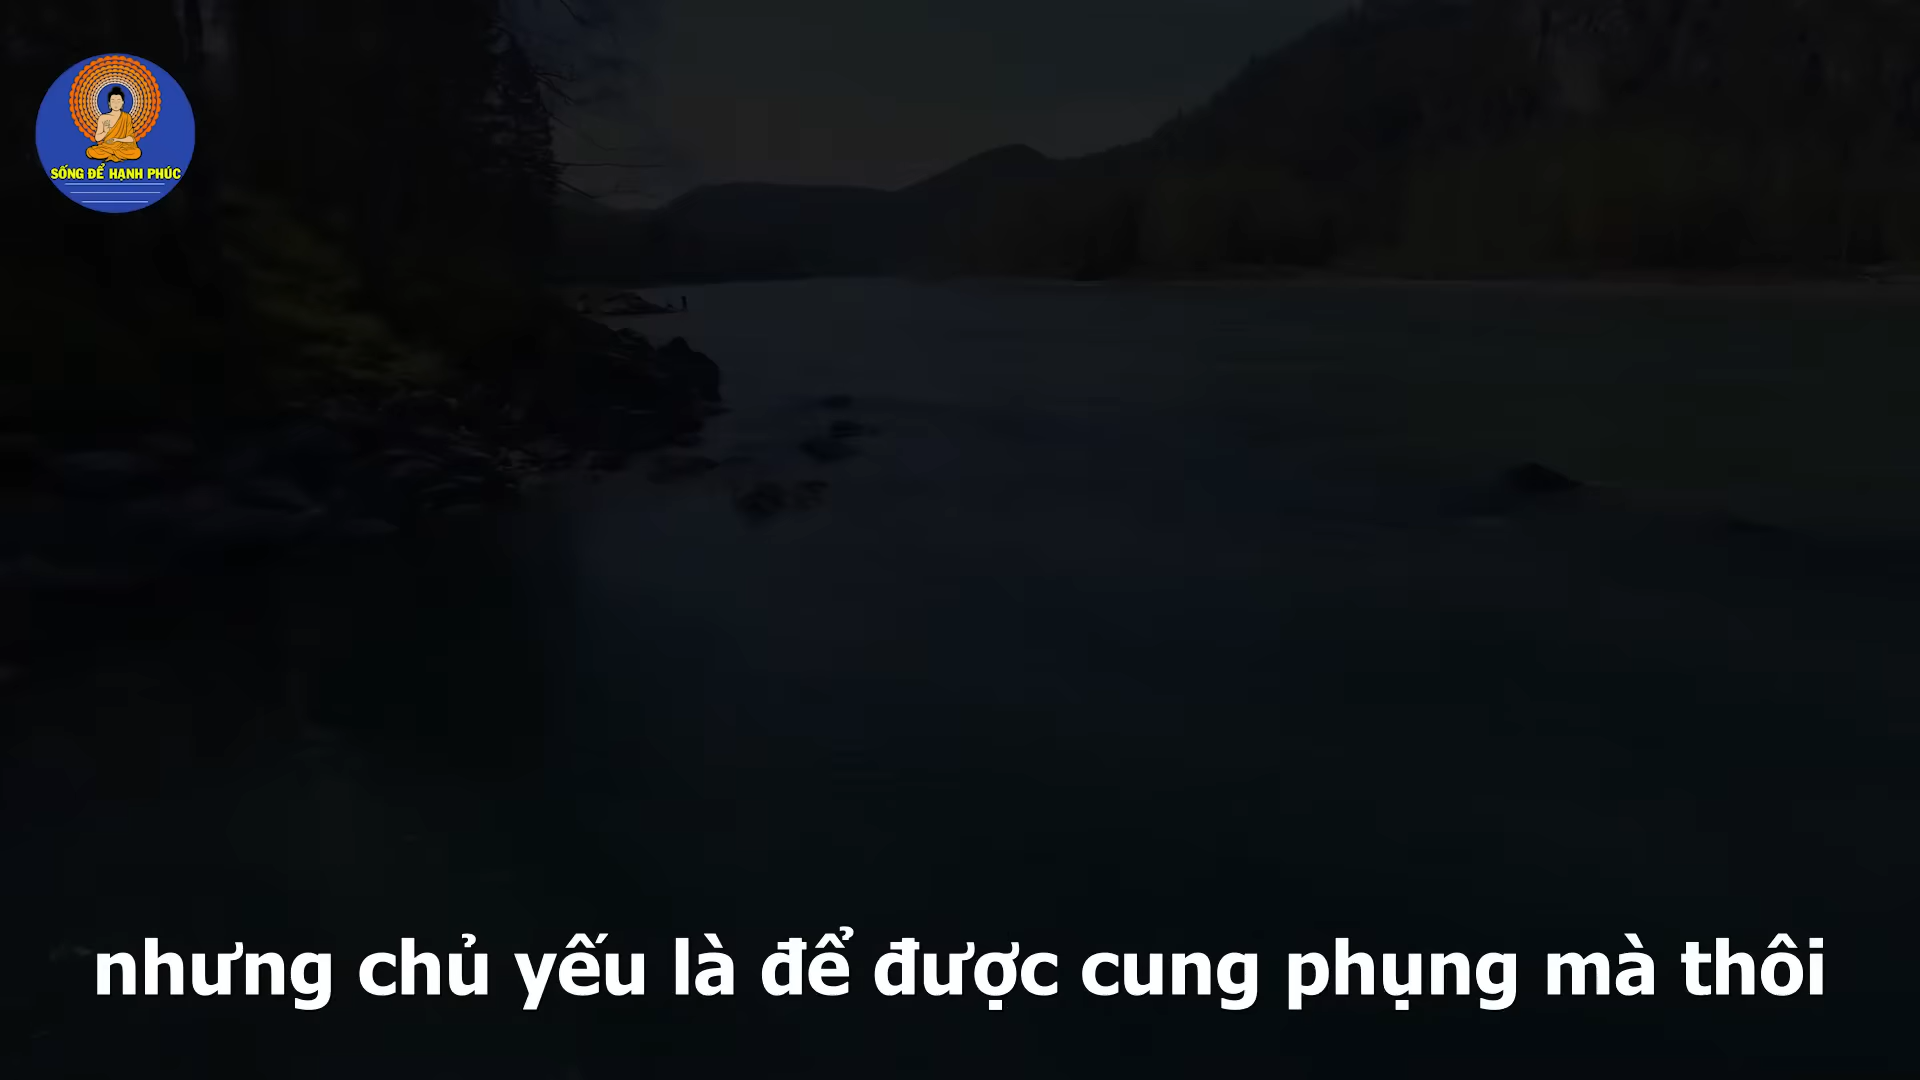 SỐNG ĐỂ HẠNH PHÚC
nhưng chủ yếu là để được cung phụng mà thôi